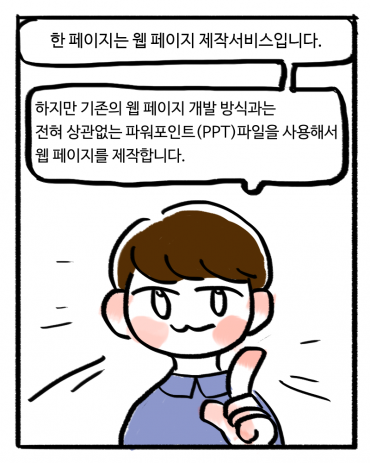 한 페이지는 웹 페이지 제작서비스입니다.
하지만 기존의 웹 페이지 개발 방식과는
전혀 상관없는 파워포인트(PPT)파일을 사용해서
웹 페이지를 제작합니다.